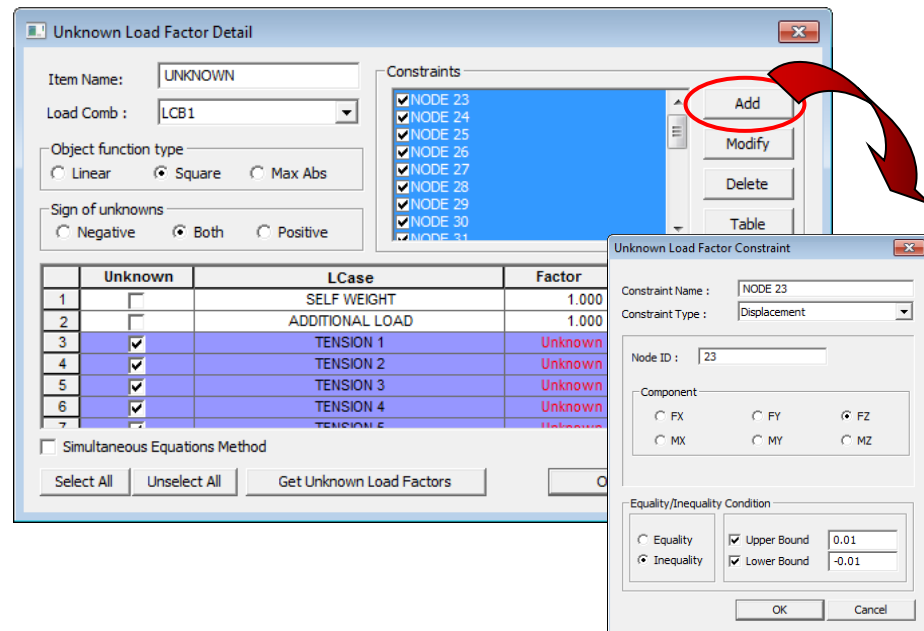 Unknown Load Factor Detail
Item Name: UNKNOWN
Load Comb : LCB1
Object function type
Linear Square Max Abs
Sign of unknowns
Negative Both Positive
Constraints
NODE 23
NODE 24
NODE 25
NODE 26
NODE 27
NODE 28
NODE 29
NODE 30
NODE 31
Add
Modify
Delete
Table
Unknown LCase Factor
1 SELF WEIGHT 1.000
2 ADDITIONAL LOAD 1.000
3 TENSION 1 Unknown
4 TENSION 2 Unknown
5 TENSION 3 Unknown
6 TENSION 4 Unknown
7 TENSION 5 Unknown
Simultaneous Equations Method
Select All Unselect All Get Unknown Load Factors O
Unknown Load Factor Constraint
Constraint Name : NODE 23
Constraint Type : Displacement
Node ID : 23
Component
FX FY FZ
MX MY MZ
Equality/Inequality Condition
Equality Upper Bound 0.01
Inequality Lower Bound -0.01
OK Cancel